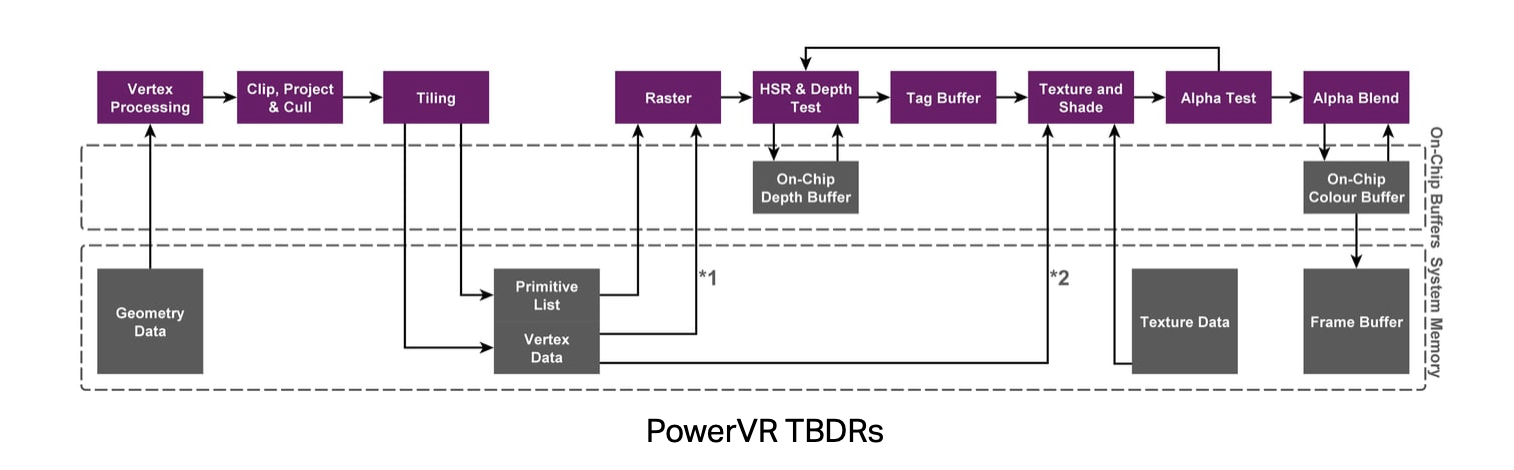 Vertex
Processing
Clip, Project
& Cull
Tiling
Raster
HSR & Depth
Test
Tag Buffer
Texture and
Shade
Alpha Test
Alpha Blend
On-Chip
Depth Buffer
On-Chip
Colour Buffer
On-Chip Buffers
Geometry
Data
Primitive
List
Vertex
Data
*1
*2
Texture Data
Frame Buffer
System Memory
PowerVR TBDRs